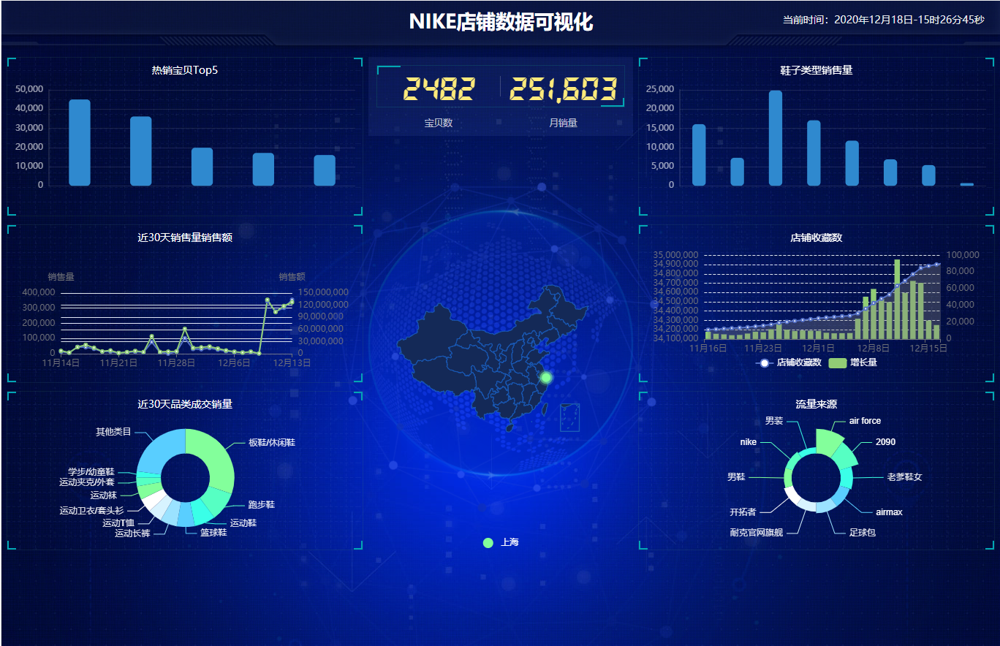 NIKE店铺数据可视化
当前时间：2020年12月18日-15时26分45秒
热销宝贝Top5
50,000
40,000
30,000
20,000
10,000
0
2482
251,603
宝贝数
月销量
鞋子类型销售量
25,000
20,000
15,000
10,000
5,000
0
近30天销售量销售额
销售量
销售额
400,000
300,000
200,000
100,000
0
150,000,000
120,000,000
90,000,000
60,000,000
30,000,000
0
11月14日
11月21日
11月28日
12月6日
12月13日
店铺收藏数
35,000,000
34,900,000
34,800,000
34,700,000
34,600,000
34,500,000
34,400,000
34,300,000
34,200,000
34,100,000
100,000
80,000
60,000
40,000
20,000
0
11月16日
11月23日
12月1日
12月8日
12月15日
店铺收藏数
增长量
近30天品类成交销量
其他类目
板鞋/休闲鞋
学步/幼童鞋
运动夹克/外套
运动袜
运动卫衣/套头衫
运动T恤
运动长裤
篮球鞋
运动鞋
跑步鞋
上海
流量来源
男装
air force
nike
2090
男鞋
老爹鞋女
开拓者
airmax
耐克官网旗舰
足球包